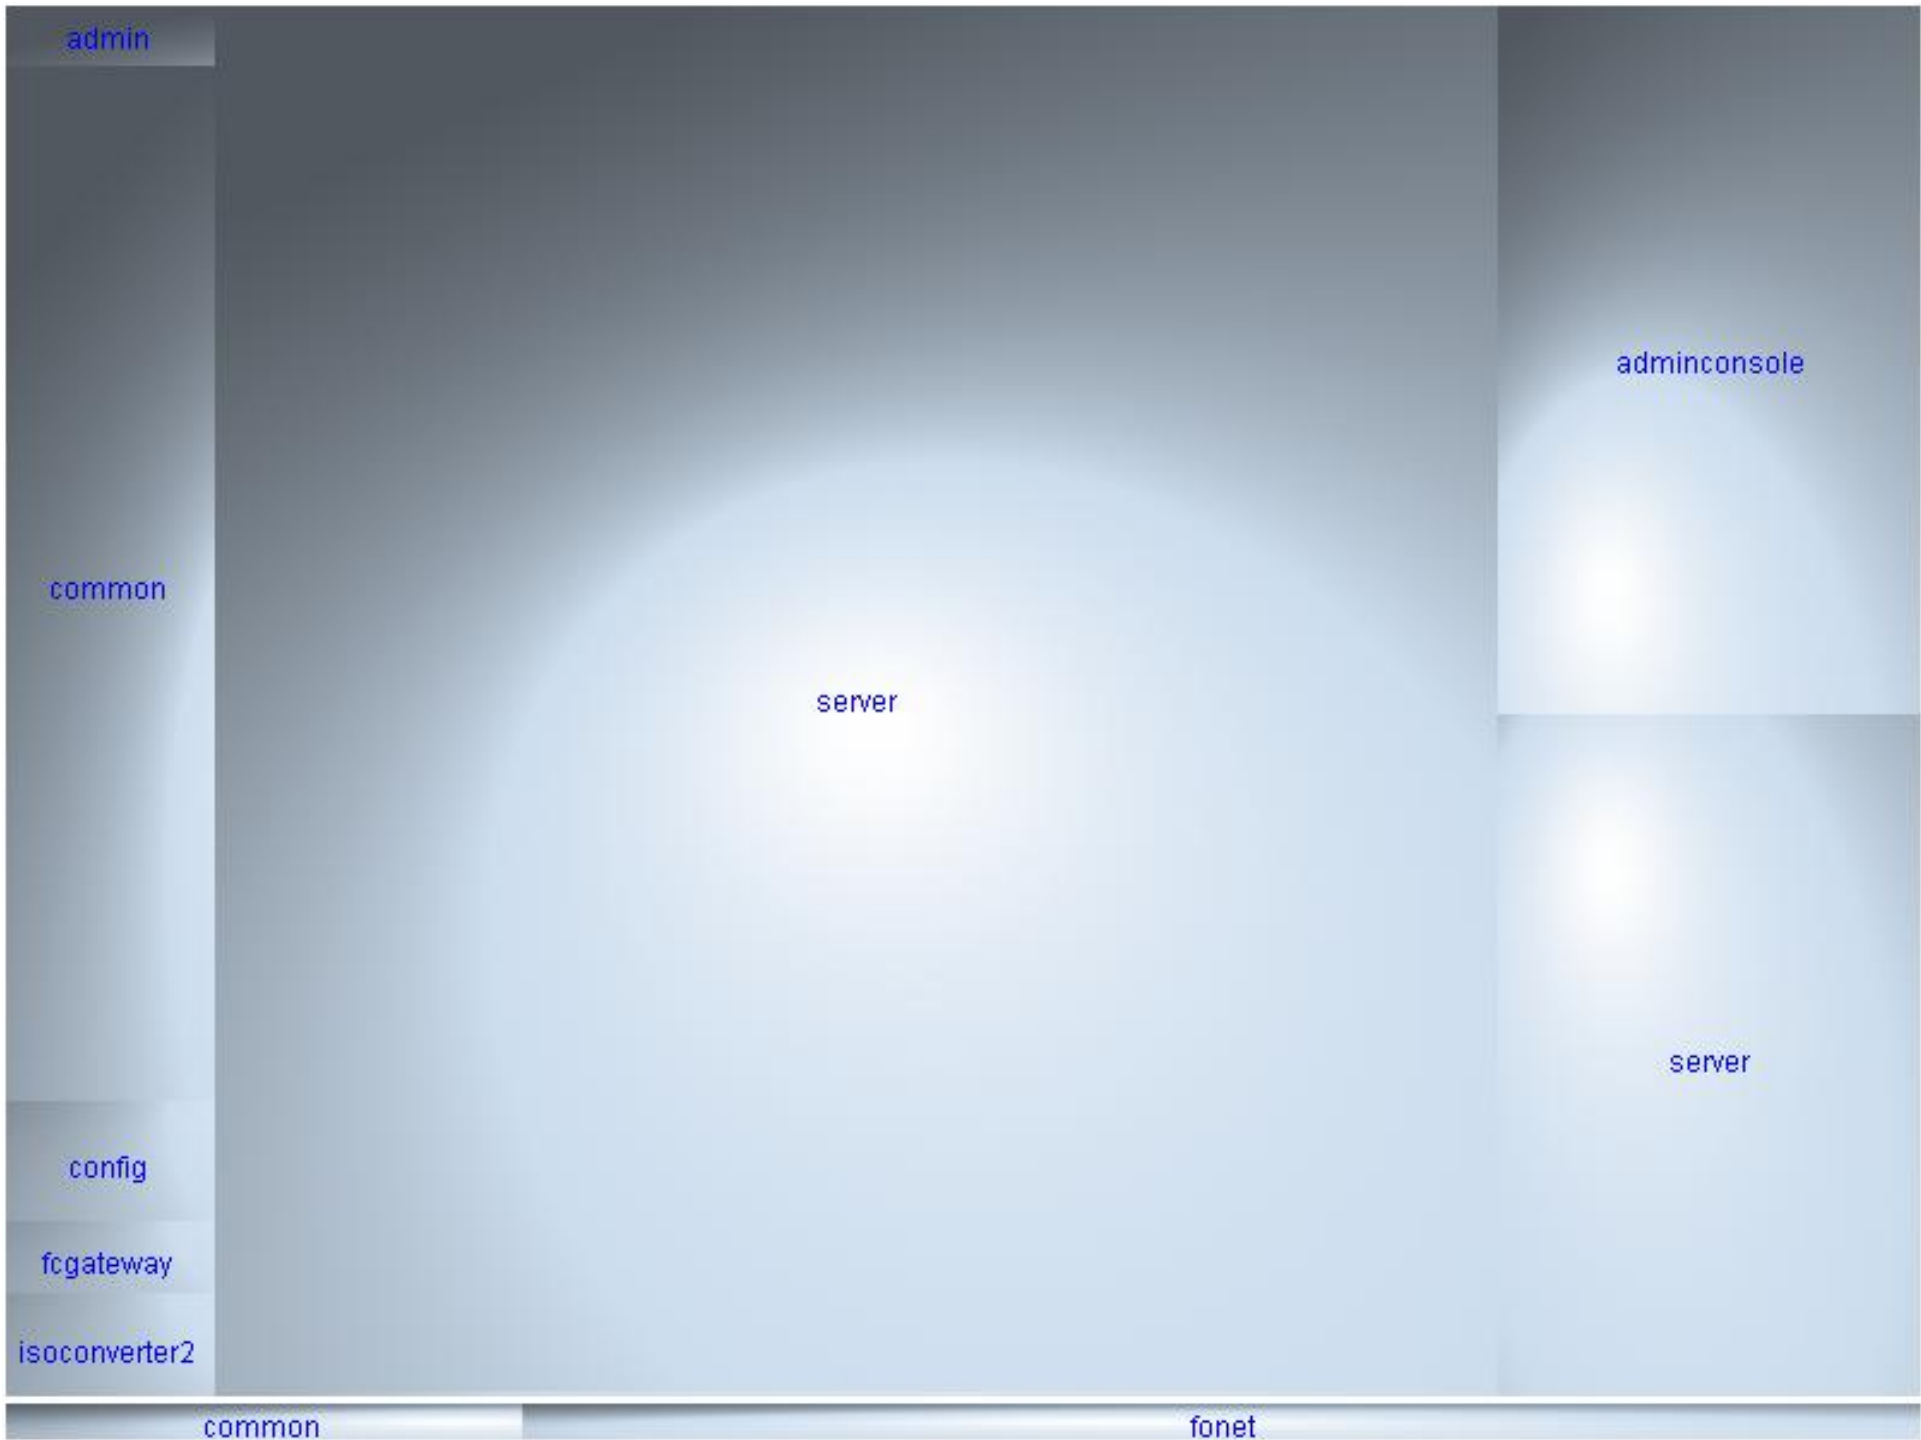 admin
common
config
fcgateway
isoconverter2
server
adminconsole
server
common
fonet